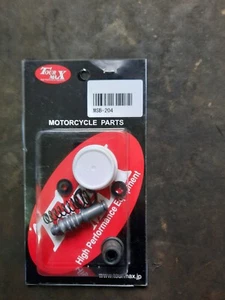 TOUR
MAX
MSB-204
MOTORCYCLE PARTS
High Performance Equipment
www.tourmax.jp